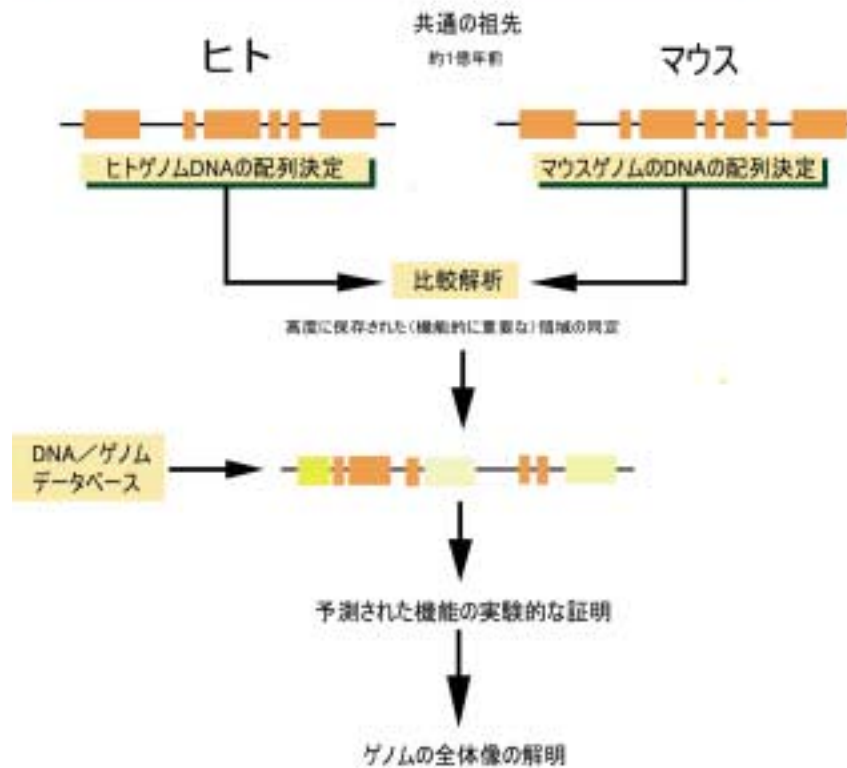 共通の祖先
約1億年前
ヒト
マウス
ヒトゲノムDNAの配列決定
マウスゲノムのDNAの配列決定
比較解析
高度に保存された(機能的に重要な)領域の同定
DNA／ゲノム
データベース
予測された機能の実験的な証明
ゲノムの全体像の解明